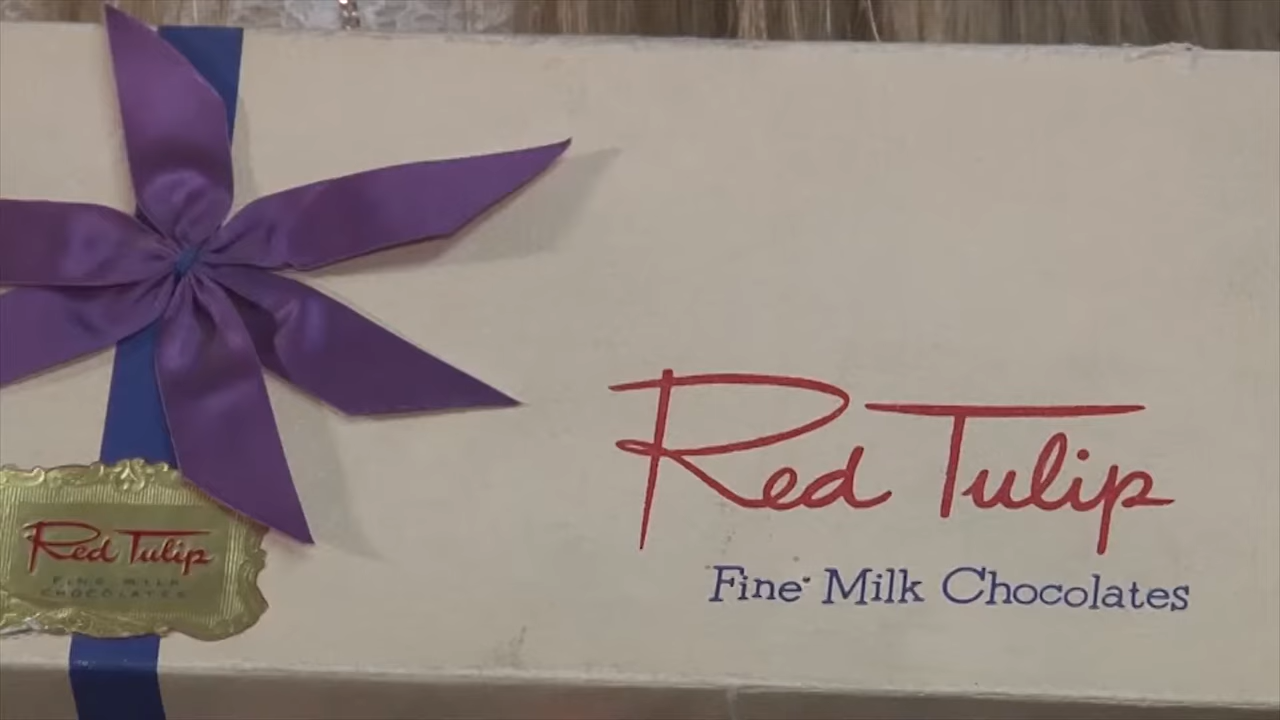 Red Tulip
Fine Milk Chocolates
Red Tulip
FINE MILK
CHOCOLATES